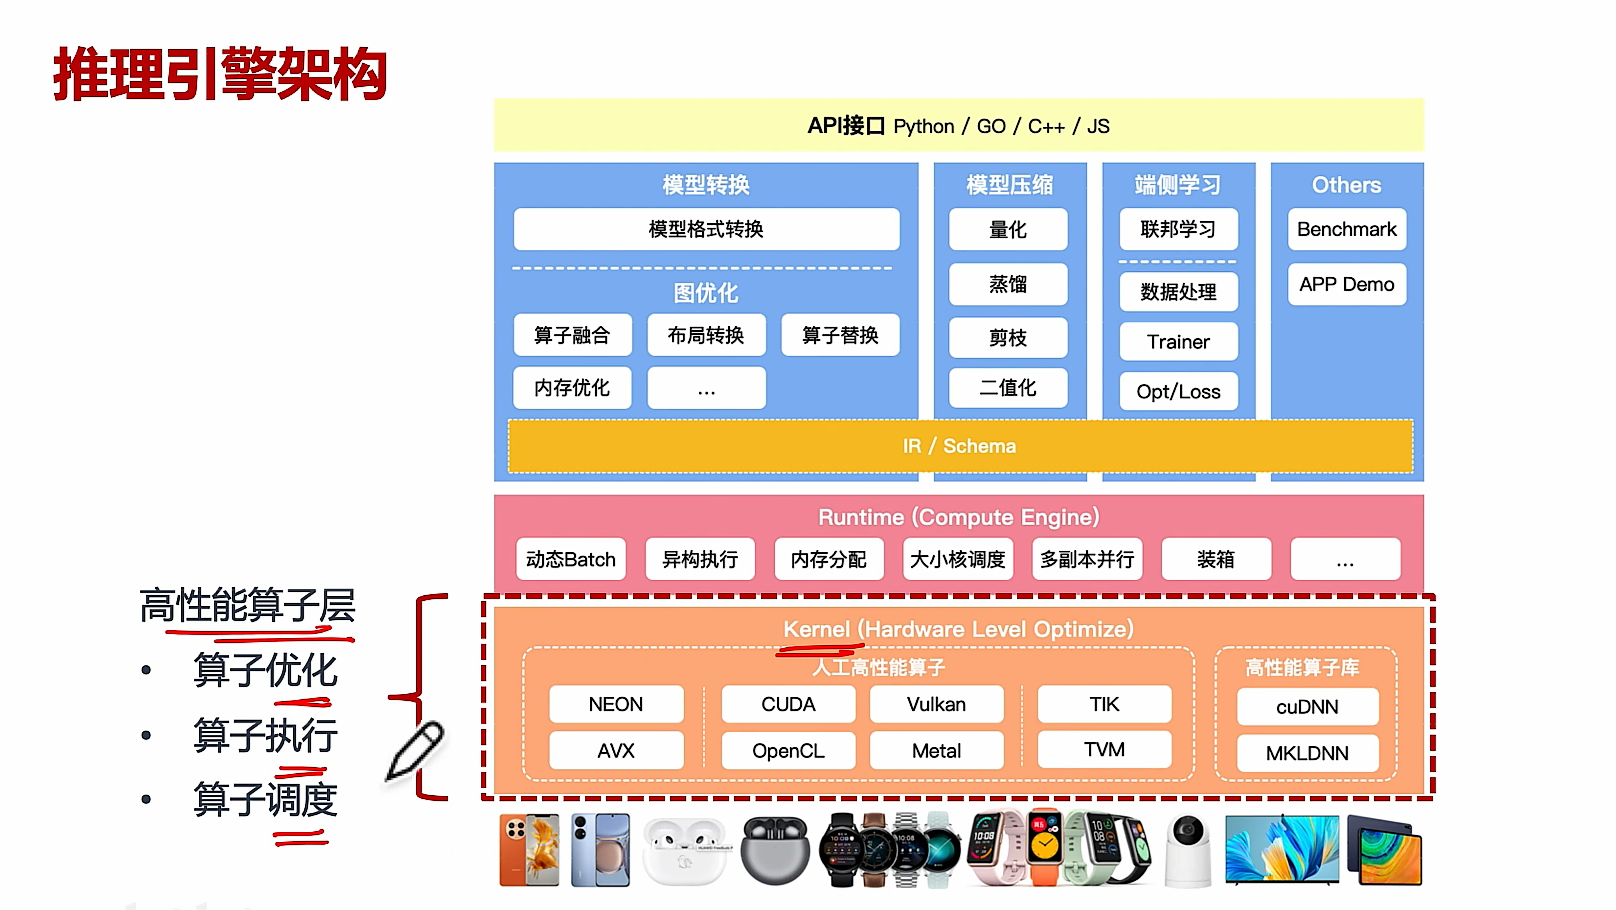 推理引擎架构
API接口 Python / GO / C++ / JS
模型转换
模型格式转换
图优化
算子融合
布局转换
算子替换
内存优化
...
模型压缩
量化
蒸馏
剪枝
二值化
端侧学习
联邦学习
数据处理
Trainer
Opt/Loss
Others
Benchmark
APP Demo
IR / Schema
Runtime (Compute Engine)
动态Batch
异构执行
内存分配
大小核调度
多副本并行
装箱
...
高性能算子层
• 算子优化
• 算子执行
• 算子调度
Kernel (Hardware Level Optimize)
人工高性能算子
NEON
CUDA
Vulkan
TIK
AVX
OpenCL
Metal
TVM
高性能算子库
cuDNN
MKLDNN